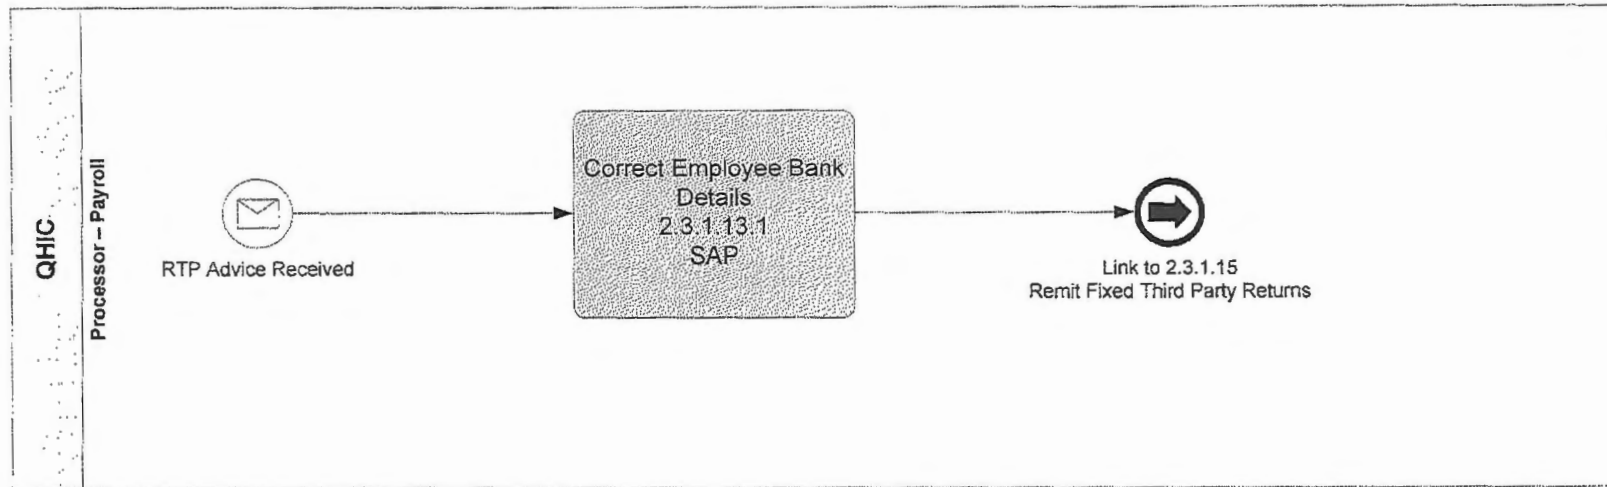 QHIC
Processor – Payroll
RTP Advice Received
Correct Employee Bank
Details
2.3.1.13.1
SAP
Link to 2.3.1.15
Remit Fixed Third Party Returns